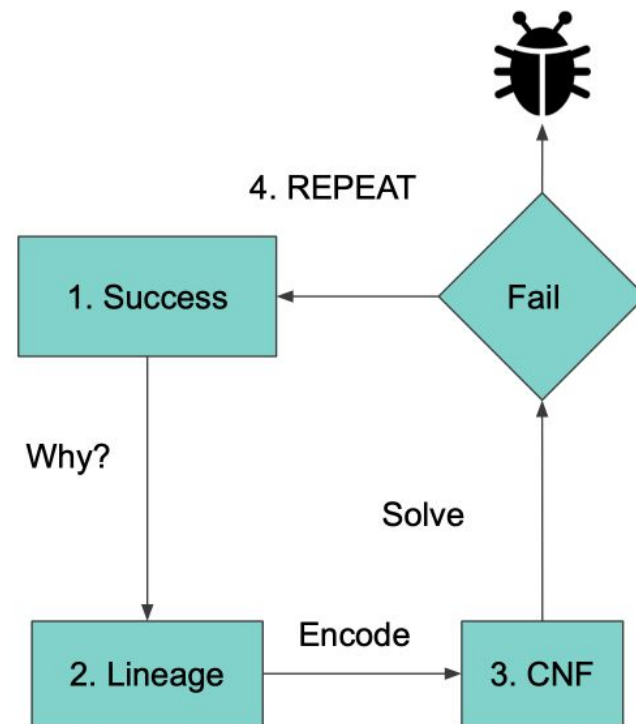 4. REPEAT
1. Success
Fail
Why?
Solve
Encode
2. Lineage
3. CNF